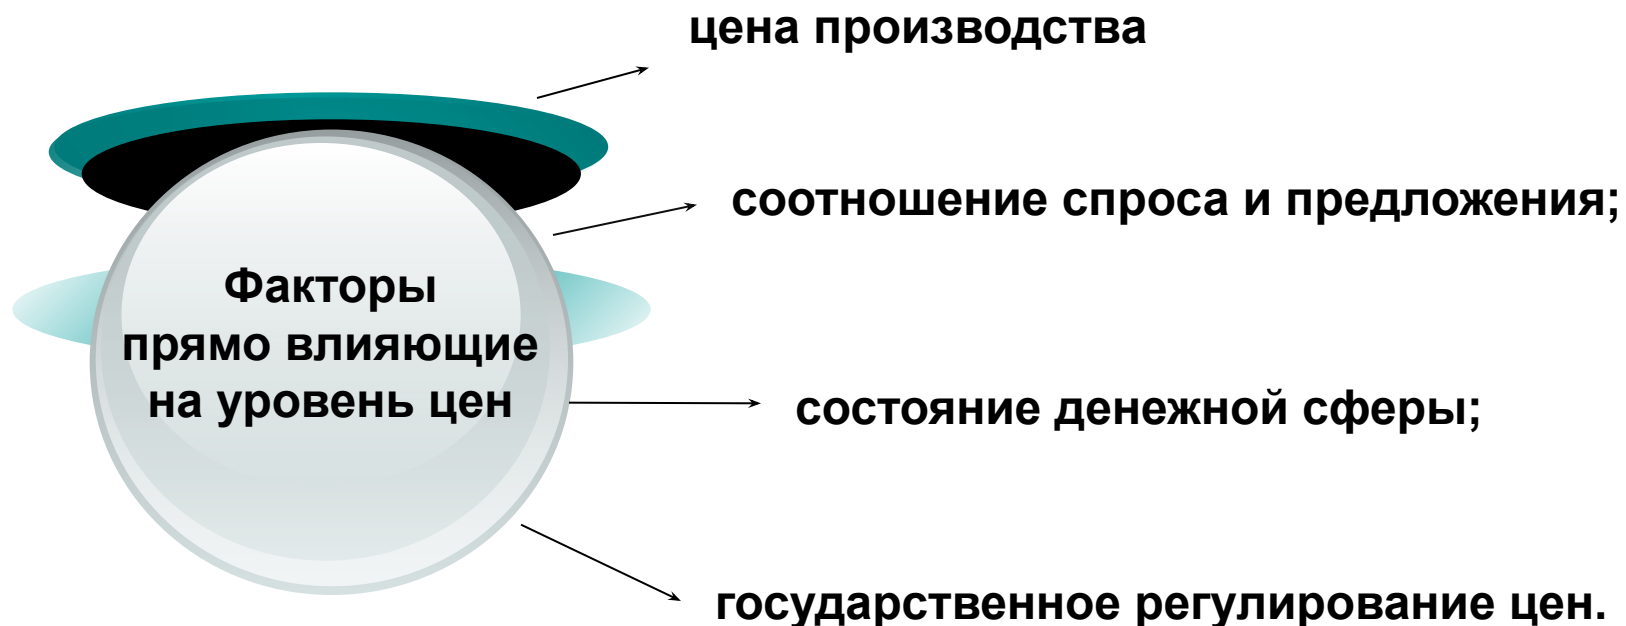 цена производства
соотношение спроса и предложения;
Факторы
прямо влияющие
на уровень цен
состояние денежной сферы;
государственное регулирование цен.